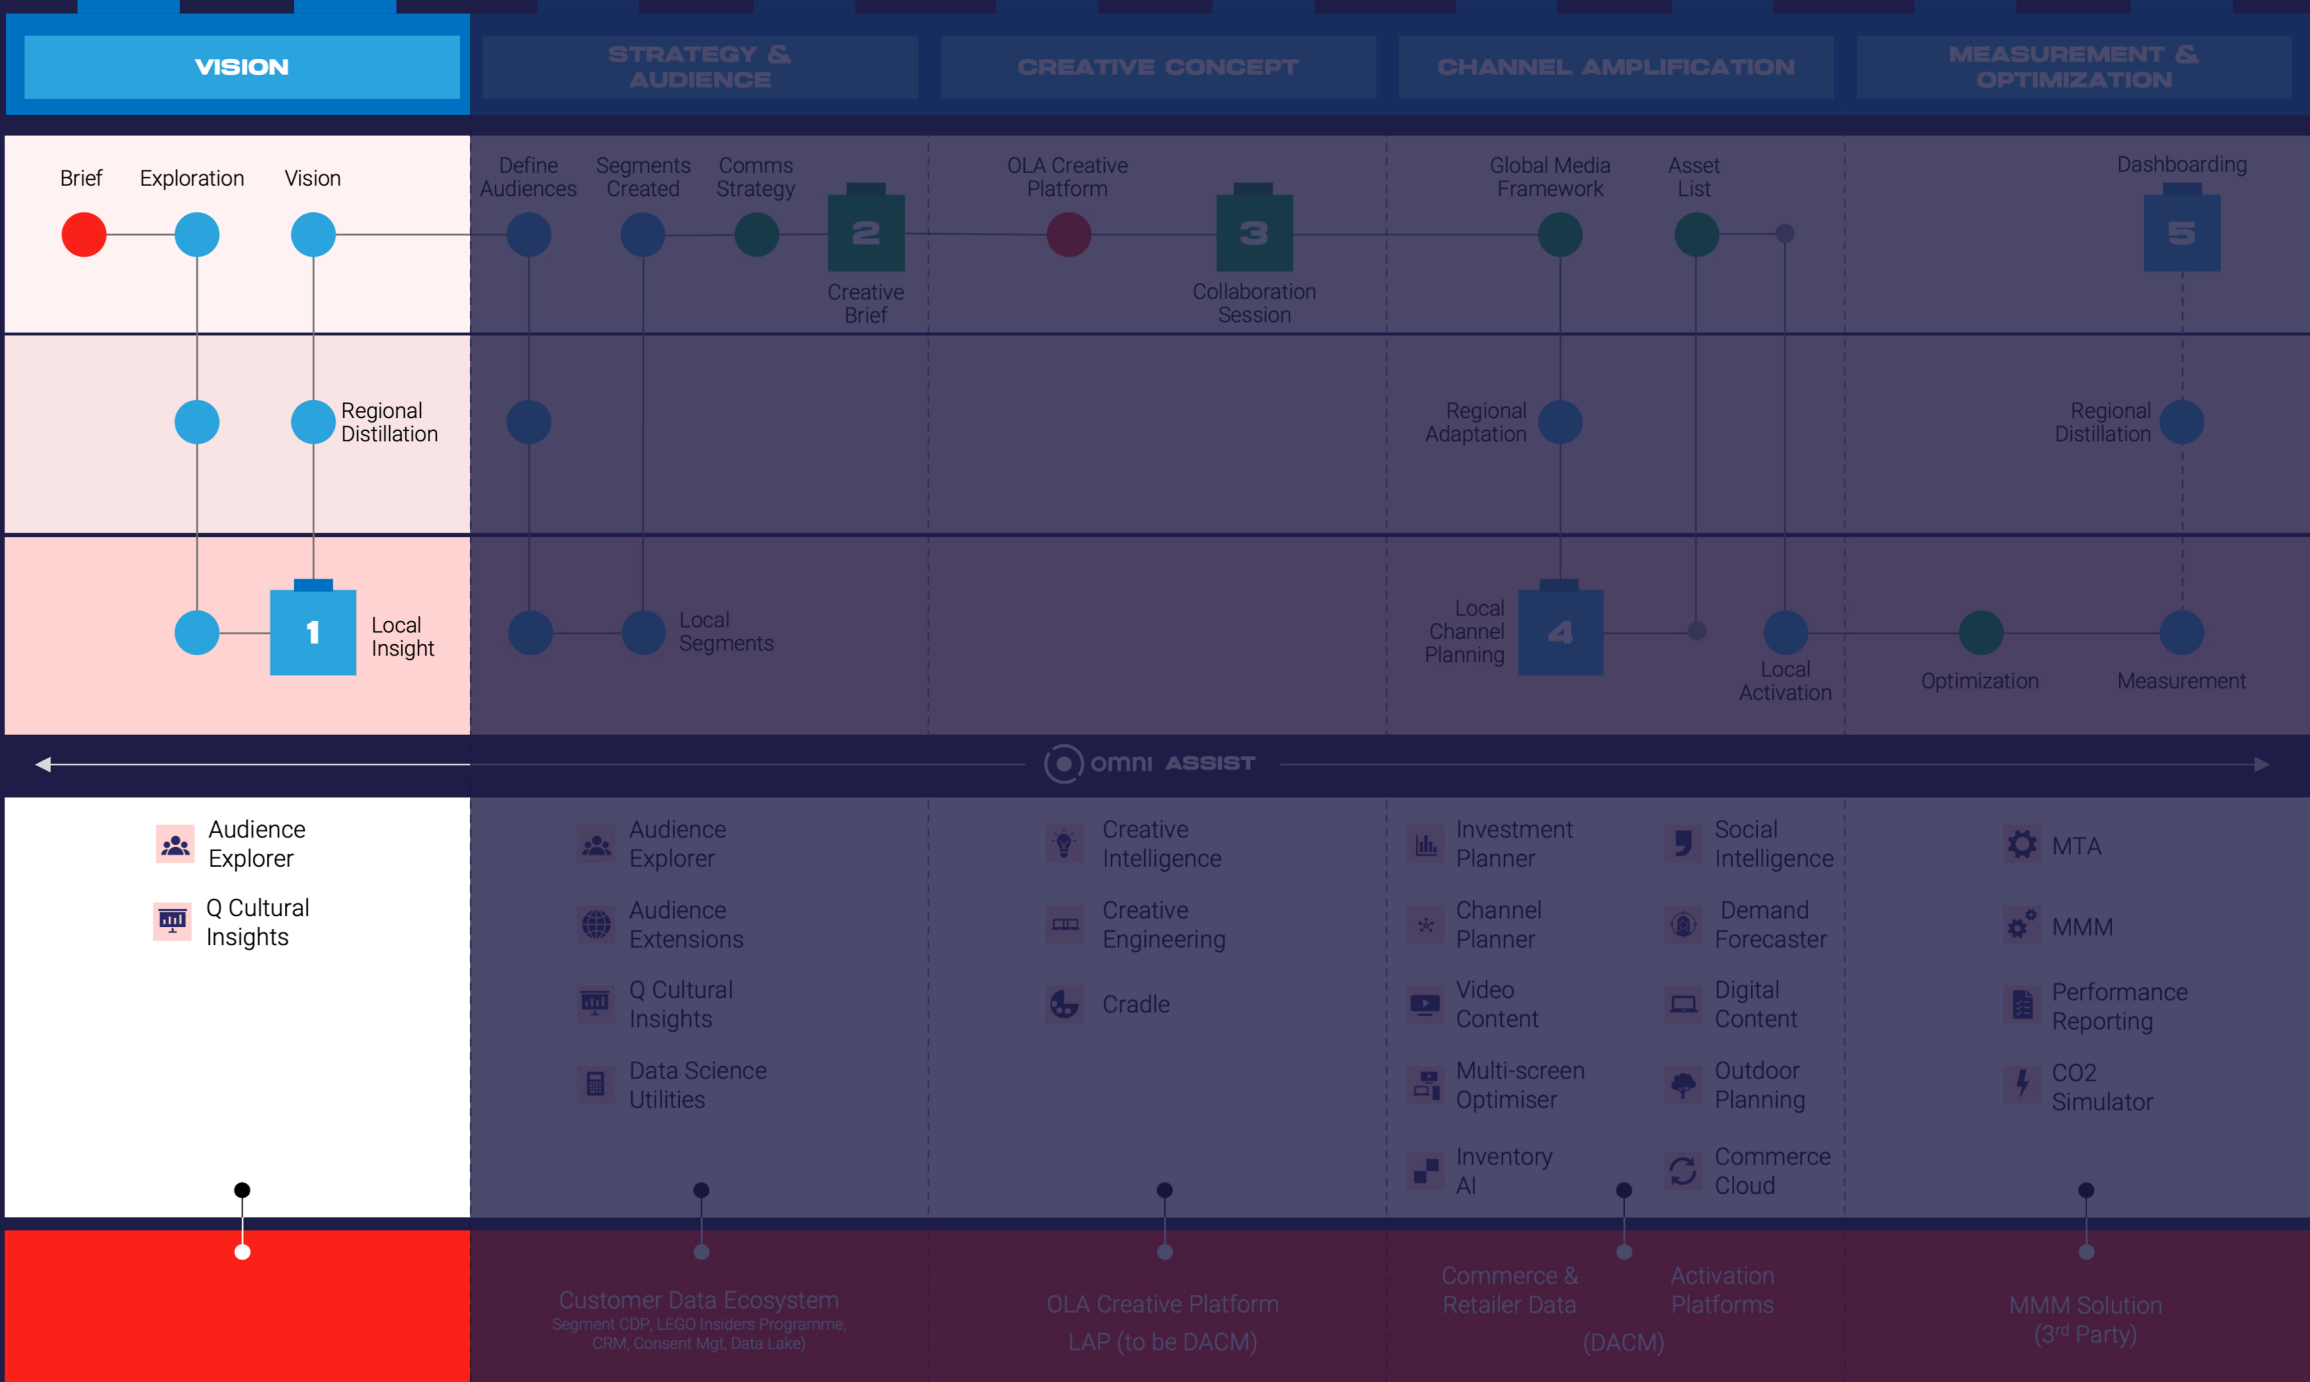 VISION
STRATEGY &
AUDIENCE
CREATIVE CONCEPT
CHANNEL AMPLIFICATION
MEASUREMENT &
OPTIMIZATION
Brief
Exploration
Vision
Define
Audiences
Segments
Created
Comms
Strategy
2
Creative
Brief
OLA Creative
Platform
3
Collaboration
Session
Global Media
Framework
Asset
List
Dashboarding
5
Regional
Distillation
Regional
Adaptation
Regional
Distillation
1
Local
Insight
Local
Segments
Local
Channel
Planning
4
Local
Activation
Optimization
Measurement
omni ASSIST
Audience
Explorer
Q Cultural
Insights
Audience
Explorer
Audience
Extensions
Q Cultural
Insights
Data Science
Utilities
Creative
Intelligence
Creative
Engineering
Cradle
Investment
Planner
Channel
Planner
Video
Content
Multi-screen
Optimiser
Inventory
AI
Social
Intelligence
Demand
Forecaster
Digital
Content
Outdoor
Planning
Commerce
Cloud
MTA
MMM
Performance
Reporting
CO2
Simulator
Customer Data Ecosystem
Segment CDP, LEGO Insiders Programme,
CRM, Consent Mgt, Data Lake)
OLA Creative Platform
LAP (to be DACM)
Commerce &
Retailer Data
Activation
Platforms
(DACM)
MMM Solution
(3rd Party)